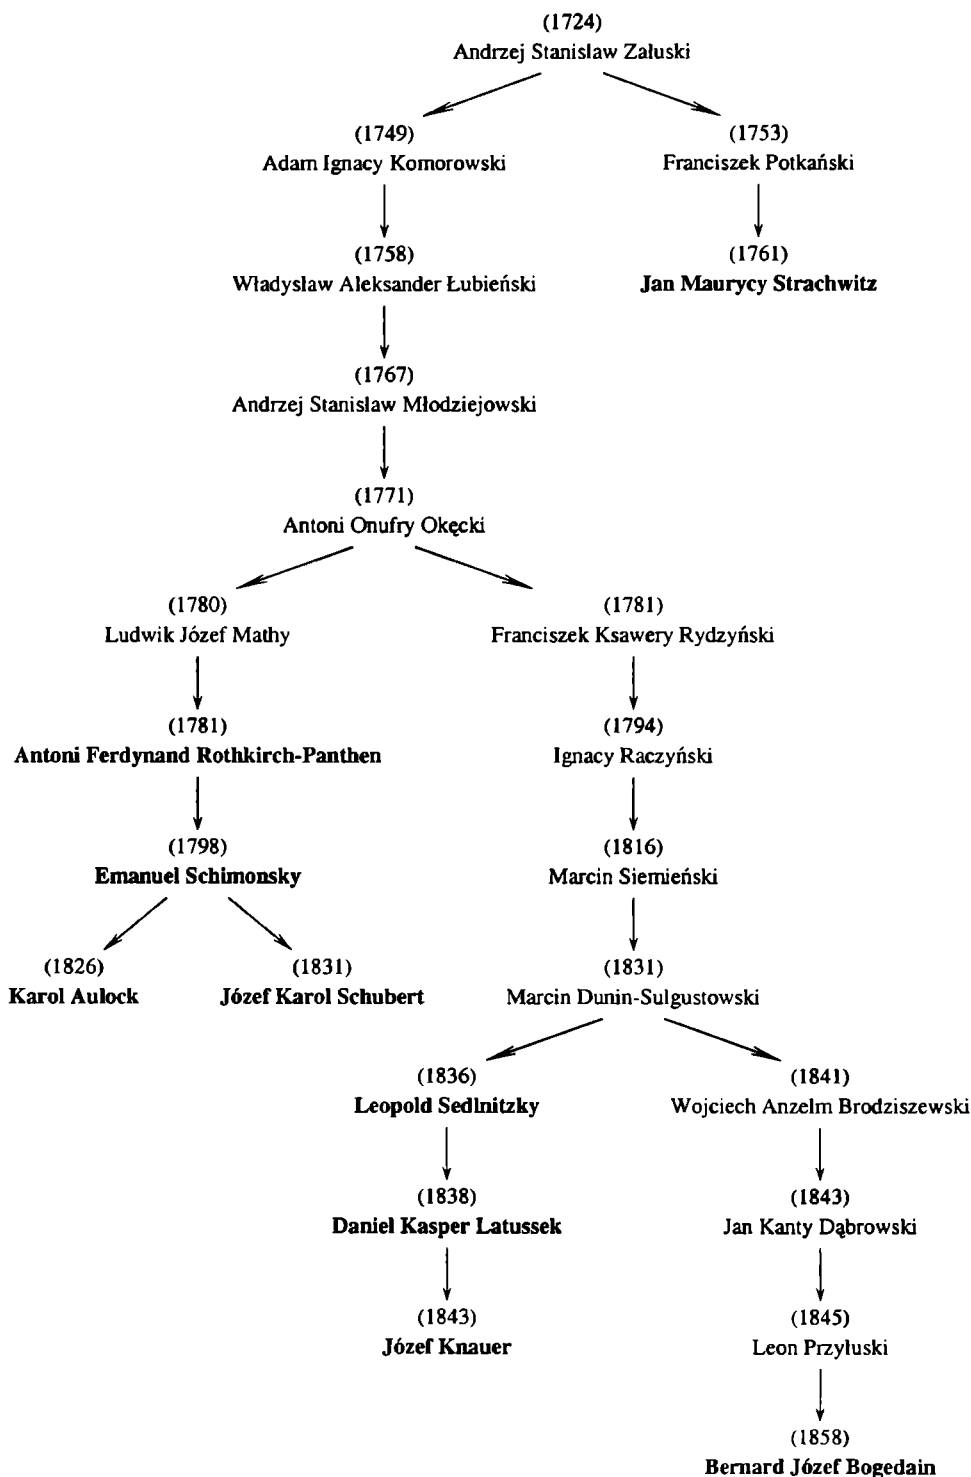 (1724)
Andrzej Stanisław Załuski
(1749)
Adam Ignacy Komorowski
(1753)
Franciszek Potkański
(1758)
Władysław Aleksander Łubieński
(1761)
Jan Maurycy Strachwitz
(1767)
Andrzej Stanisław Młodziejowski
(1771)
Antoni Onufry Okęcki
(1780)
Ludwik Józef Mathy
(1781)
Franciszek Ksawery Rydzyński
(1781)
Antoni Ferdynand Rothkirch-Panthen
(1794)
Ignacy Raczyński
(1798)
Emanuel Schimonsky
(1816)
Marcin Siemieński
(1826)
Karol Aulock
(1831)
Józef Karol Schubert
(1831)
Marcin Dunin-Sulgustowski
(1836)
Leopold Sedlnitzky
(1841)
Wojciech Anzelm Brodziszewski
(1838)
Daniel Kasper Latussek
(1843)
Jan Kanty Dąbrowski
(1843)
Józef Knauer
(1845)
Leon Przyłuski
(1858)
Bernard Józef Bogedain